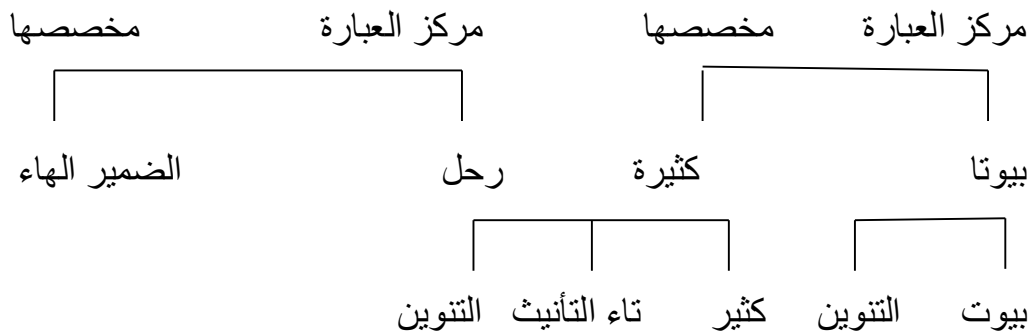 مركز العبارة مخصصها مركز العبارة مخصصها
بيوتا كثيرة رحل الضمير الهاء
بيوت التنوين كثير تاء التأنيث التنوين